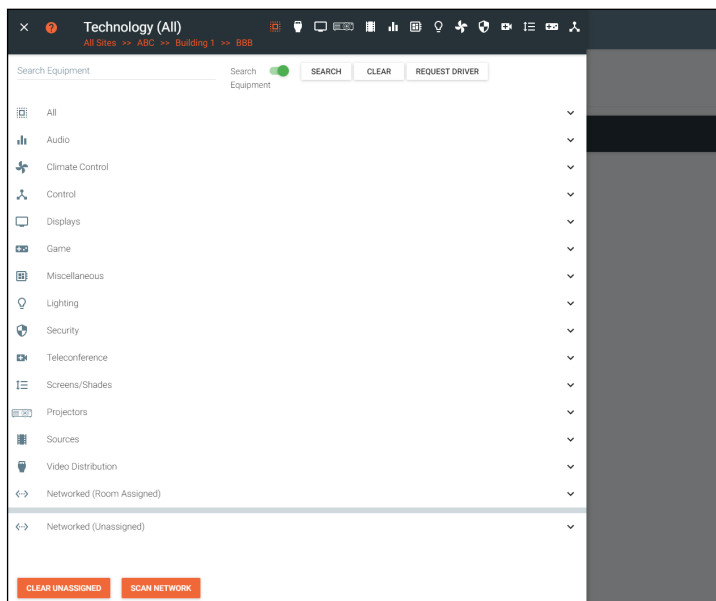 Technology (All)
All Sites >> ABC >> Building 1 >> BBB
Search Equipment
Search
Equipment
SEARCH
CLEAR
REQUEST DRIVER
All
Audio
Climate Control
Control
Displays
Game
Miscellaneous
Lighting
Security
Teleconference
Screens/Shades
Projectors
Sources
Video Distribution
Networked (Room Assigned)
Networked (Unassigned)
CLEAR UNASSIGNED
SCAN NETWORK